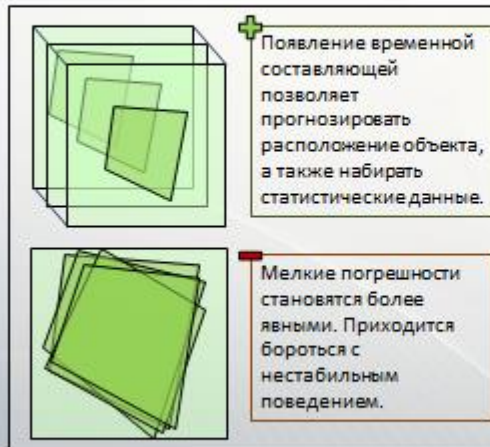 Появление временной
составляющей
позволяет
прогнозировать
расположение объекта,
а также набирать
статистические данные.
Мелкие погрешности
становятся более
явными. Приходится
бороться с
нестабильным
поведением.